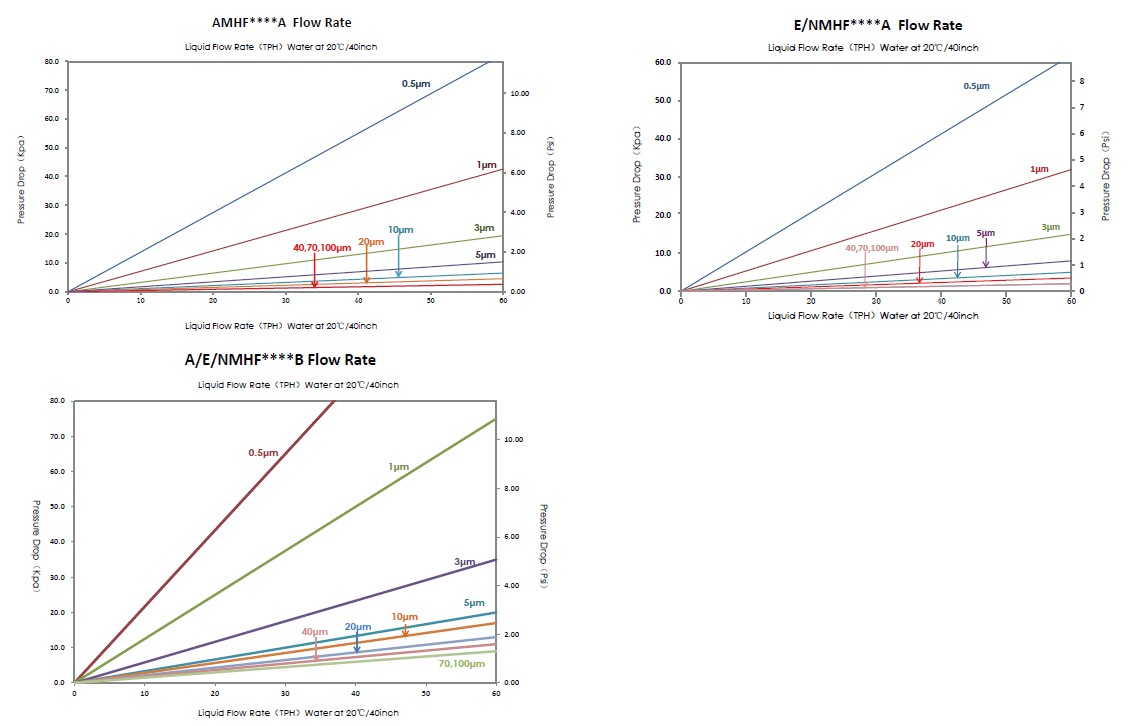 AMHF****A Flow Rate
Liquid Flow Rate（TPH）Water at 20℃/40inch
Pressure Drop（Kpa）
80.0
70.0
60.0
50.0
40.0
30.0
20.0
10.0
0.0
0.5µm
1µm
3µm
5µm
10µm
20µm
40,70,100µm
10.00
8.00
6.00
4.00
2.00
0.00
Pressure Drop（Psi）
0
10
20
30
40
50
60
Liquid Flow Rate（TPH）Water at 20℃/40inch
E/NMHF****A Flow Rate
Liquid Flow Rate（TPH）Water at 20℃/40inch
Pressure Drop（Kpa）
60.0
50.0
40.0
30.0
20.0
10.0
0.0
0.5µm
1µm
3µm
5µm
10µm
20µm
40,70,100µm
8
7
6
5
4
3
2
1
0
Pressure Drop（Psi）
0
10
20
30
40
50
60
Liquid Flow Rate（TPH）Water at 20℃/40inch
A/E/NMHF****B Flow Rate
Liquid Flow Rate（TPH）Water at 20℃/40inch
Pressure Drop（Kpa）
80.0
70.0
60.0
50.0
40.0
30.0
20.0
10.0
0.0
0.5µm
1µm
3µm
5µm
10µm
20µm
40µm
70,100µm
10.00
8.00
6.00
4.00
2.00
0.00
Pressure Drop（Psi）
0
10
20
30
40
50
60
Liquid Flow Rate（TPH）Water at 20℃/40inch